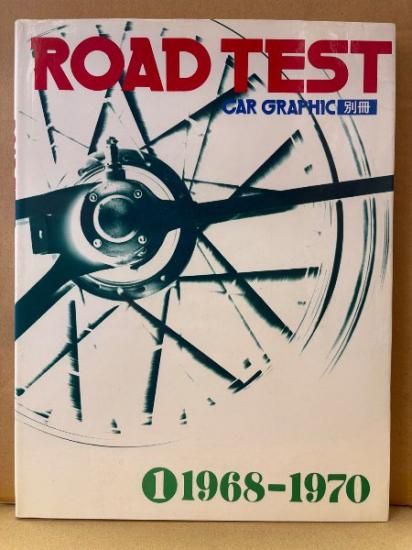 ROAD TEST
CAR GRAPHIC 別冊
① 1968-1970